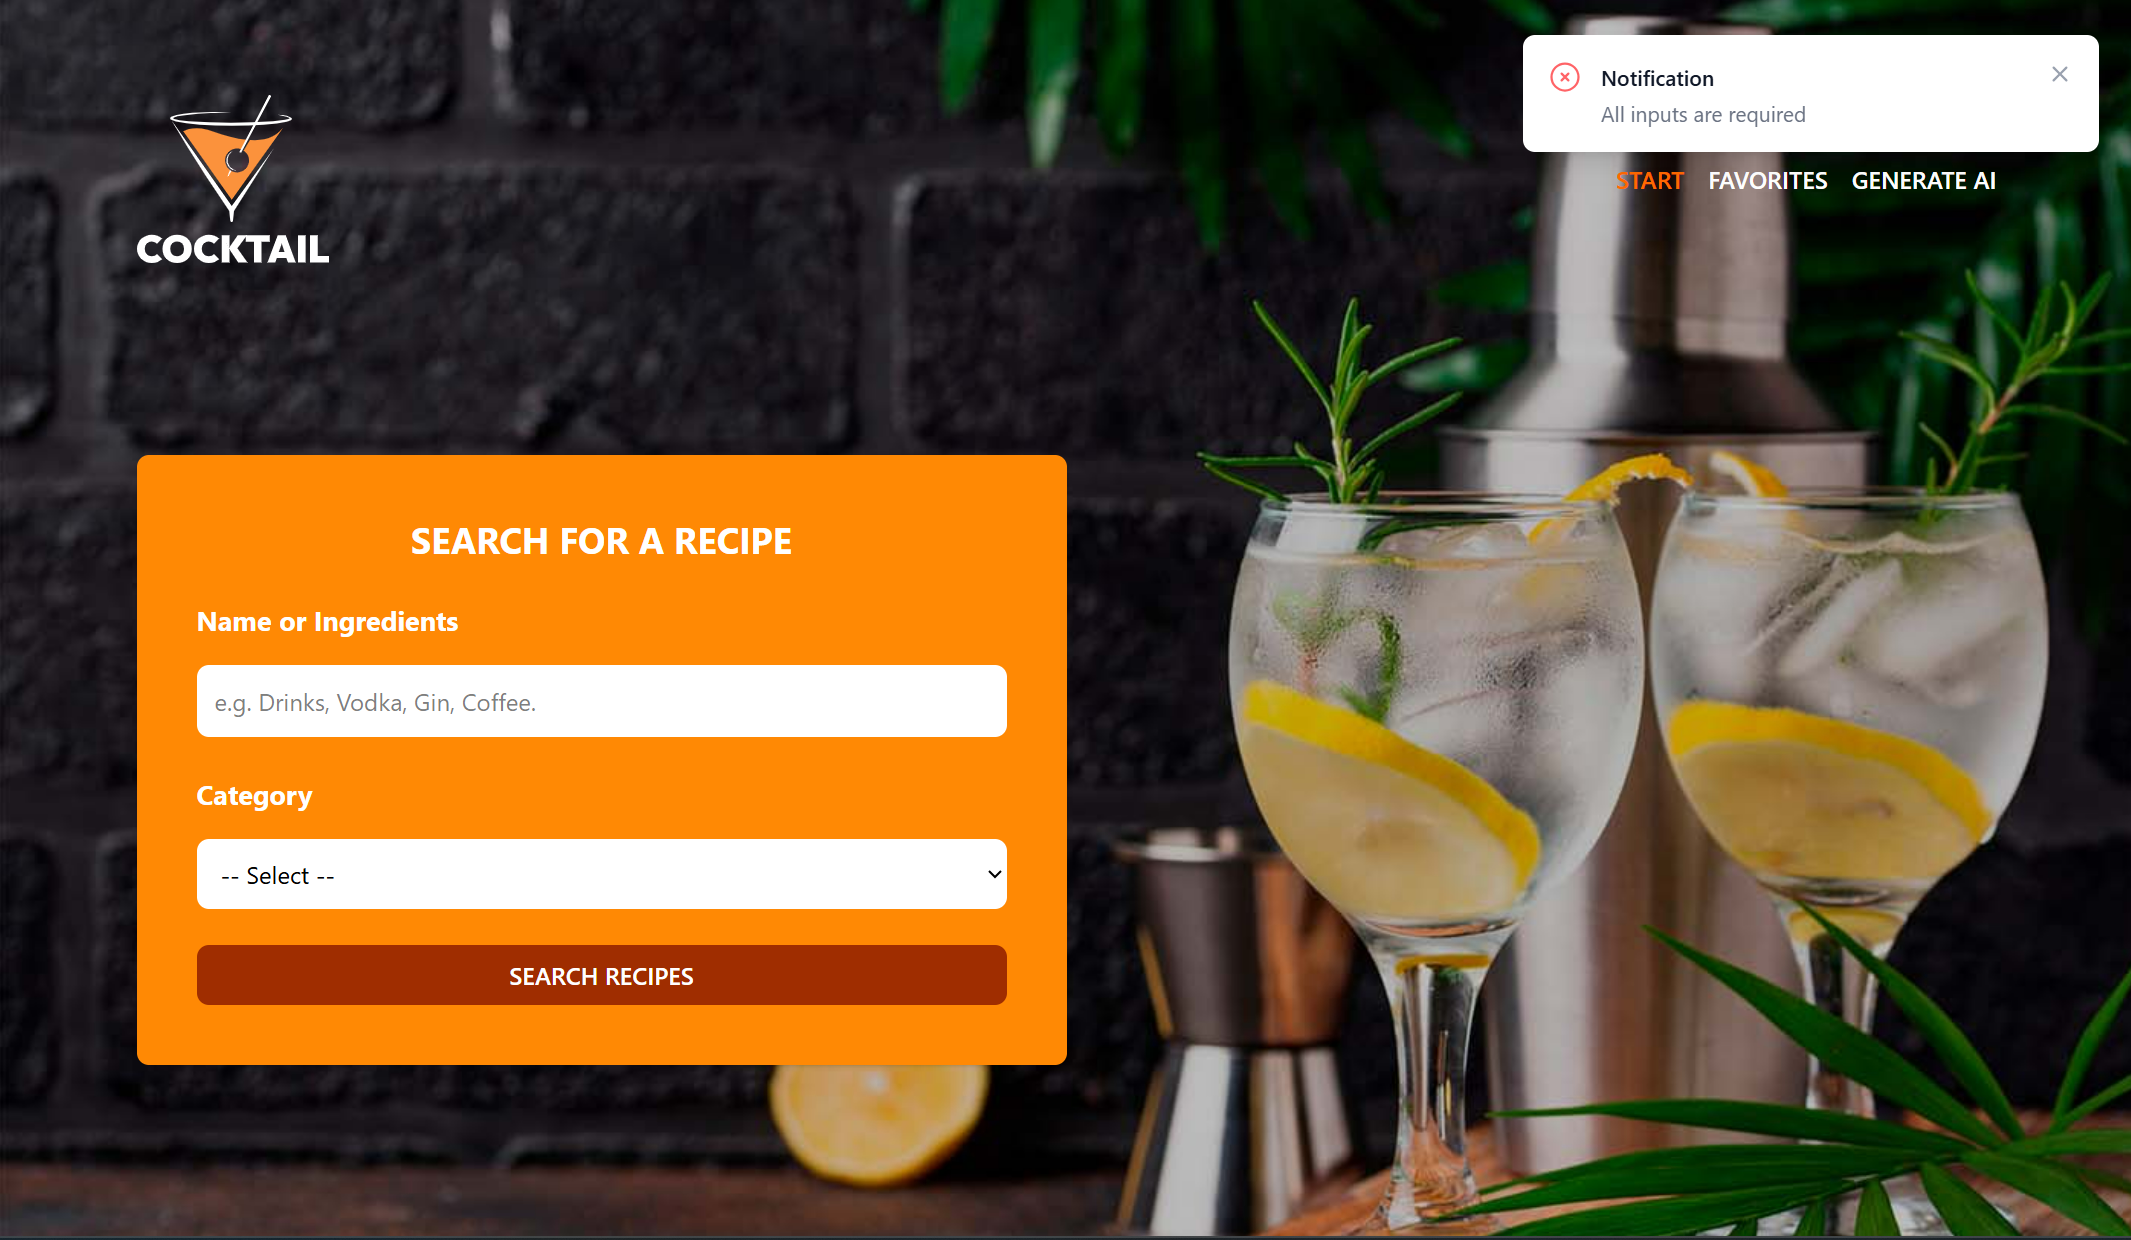 Notification
All inputs are required
START FAVORITES GENERATE AI
COCKTAIL
SEARCH FOR A RECIPE
Name or Ingredients
e.g. Drinks, Vodka, Gin, Coffee.
Category
-- Select --
SEARCH RECIPES